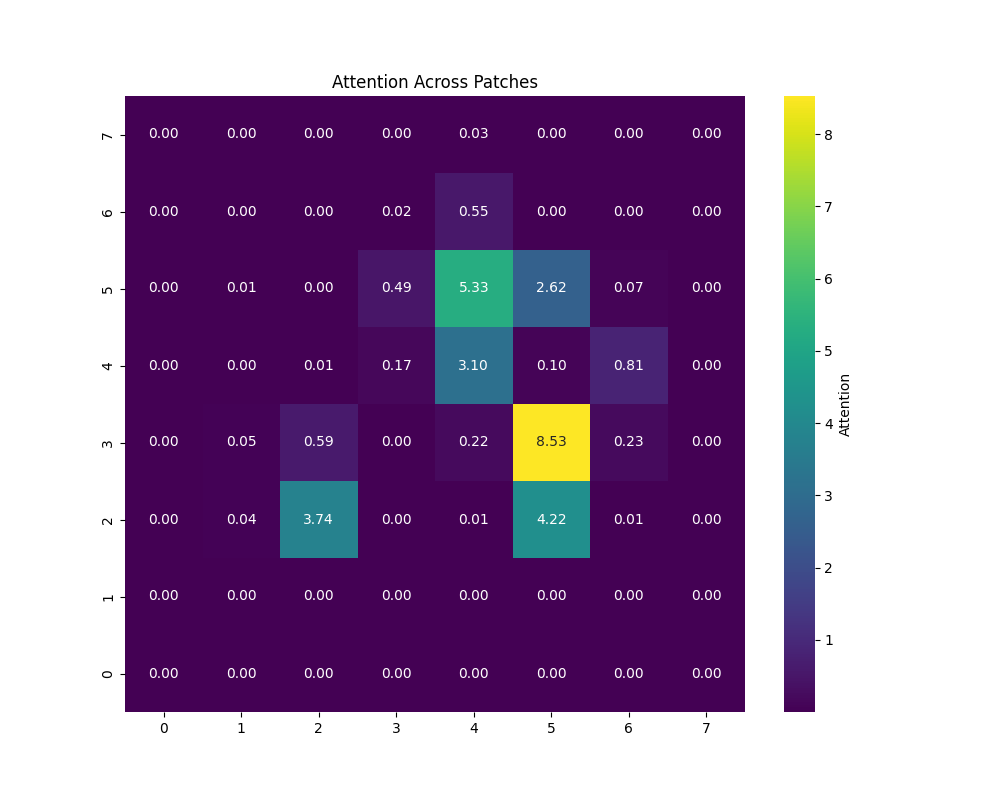 Attention Across Patches
7 0.00 0.00 0.00 0.00 0.03 0.00 0.00 0.00
6 0.00 0.00 0.00 0.02 0.55 0.00 0.00 0.00
5 0.00 0.01 0.00 0.49 5.33 2.62 0.07 0.00
4 0.00 0.00 0.01 0.17 3.10 0.10 0.81 0.00
3 0.00 0.05 0.59 0.00 0.22 8.53 0.23 0.00
2 0.00 0.04 3.74 0.00 0.01 4.22 0.01 0.00
1 0.00 0.00 0.00 0.00 0.00 0.00 0.00 0.00
0 0.00 0.00 0.00 0.00 0.00 0.00 0.00 0.00
0 1 2 3 4 5 6 7
8
7
6
5
4
3
2
1
Attention